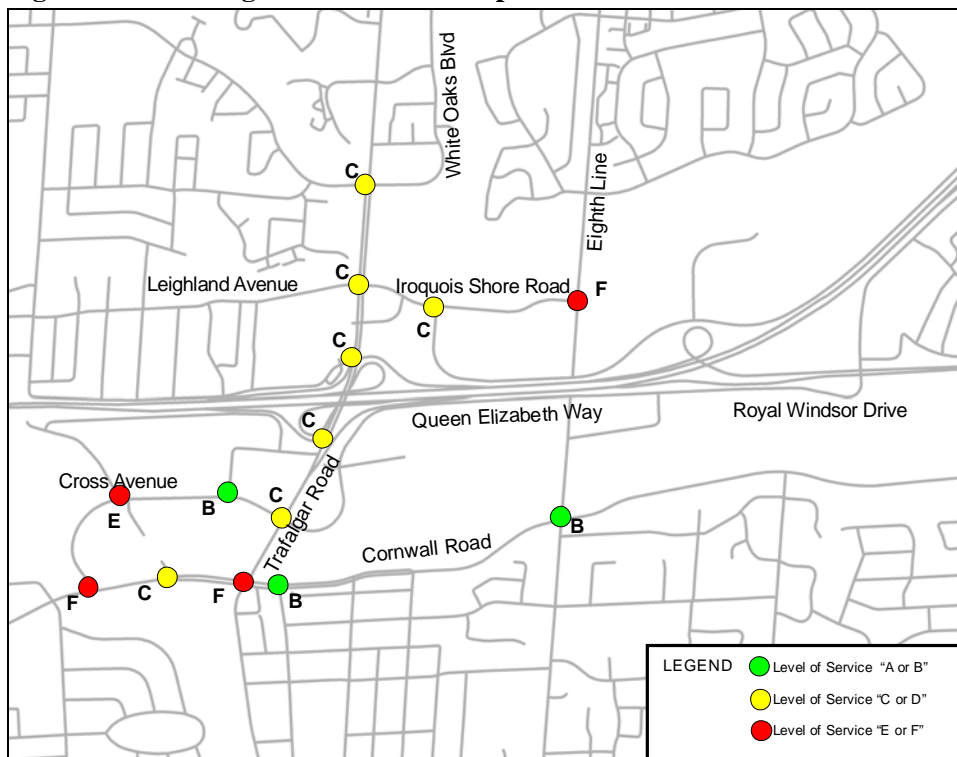 White Oaks Blvd
Eighth Line
C
C
Leighland Avenue
Iroquois Shore Road
F
C
C
Queen Elizabeth Way
Royal Windsor Drive
C
Cross Avenue
E
B
C
Trafalgar Road
B
Cornwall Road
F
C
F
B
LEGEND
Level of Service "A or B"
Level of Service "C or D"
Level of Service "E or F"